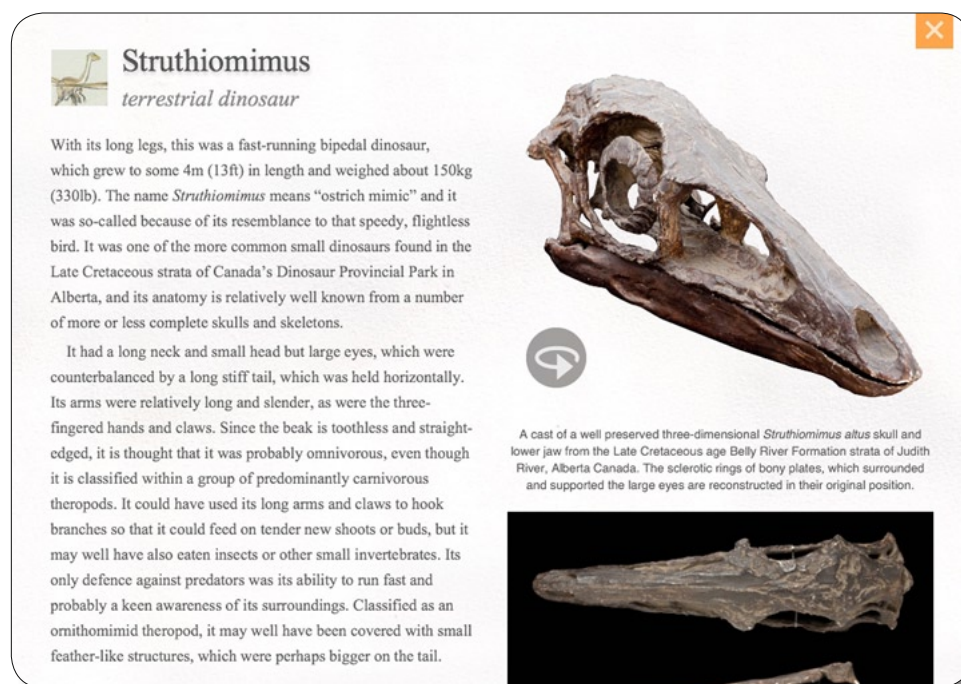 Struthiomimus
terrestrial dinosaur
With its long legs, this was a fast-running bipedal dinosaur,
which grew to some 4m (13ft) in length and weighed about 150kg
(330lb). The name Struthiomimus means “ostrich mimic” and it
was so-called because of its resemblance to that speedy, flightless
bird. It was one of the more common small dinosaurs found in the
Late Cretaceous strata of Canada’s Dinosaur Provincial Park in
Alberta, and its anatomy is relatively well known from a number
of more or less complete skulls and skeletons.
It had a long neck and small head but large eyes, which were
counterbalanced by a long stiff tail, which was held horizontally.
Its arms were relatively long and slender, as were the three-
fingered hands and claws. Since the beak is toothless and straight-
edged, it is thought that it was probably omnivorous, even though
it is classified within a group of predominantly carnivorous
theropods. It could have used its long arms and claws to hook
branches so that it could feed on tender new shoots or buds, but it
may well have also eaten insects or other small invertebrates. Its
only defence against predators was its ability to run fast and
probably a keen awareness of its surroundings. Classified as an
ornithomimid theropod, it may well have been covered with small
feather-like structures, which were perhaps bigger on the tail.
A cast of a well preserved three-dimensional Struthiomimus altus skull and
lower jaw from the Late Cretaceous age Belly River Formation strata of Judith
River, Alberta Canada. The sclerotic rings of bony plates, which surrounded
and supported the large eyes are reconstructed in their original position.